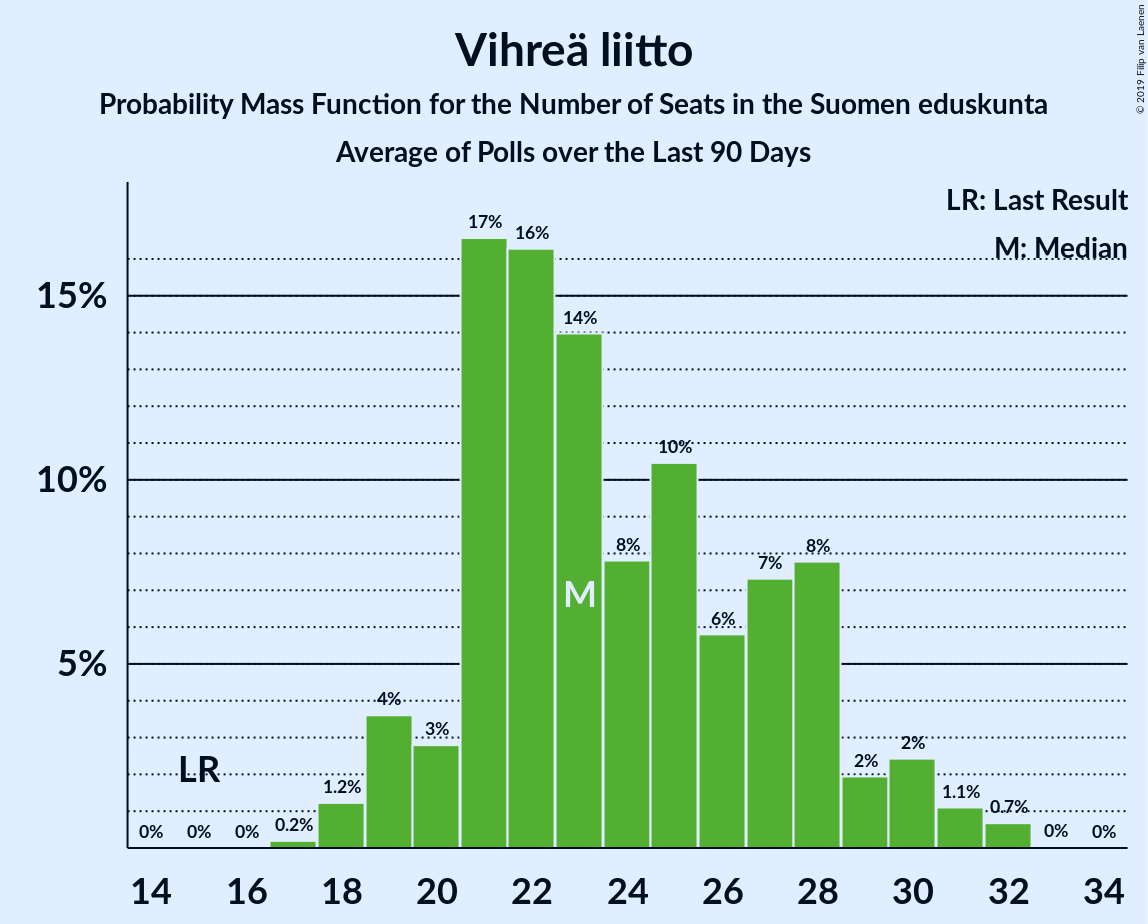 Vihreä liitto
Probability Mass Function for the Number of Seats in the Suomen eduskunta
Average of Polls over the Last 90 Days
© 2019 Filip van Laenen
LR: Last Result
M: Median
15%
10%
5%
0%
0%
0%
0.2%
1.2%
4%
3%
17%
16%
14%
8%
10%
6%
7%
8%
2%
2%
1.1%
0.7%
0%
0%
LR
M
14 16 18 20 22 24 26 28 30 32 34